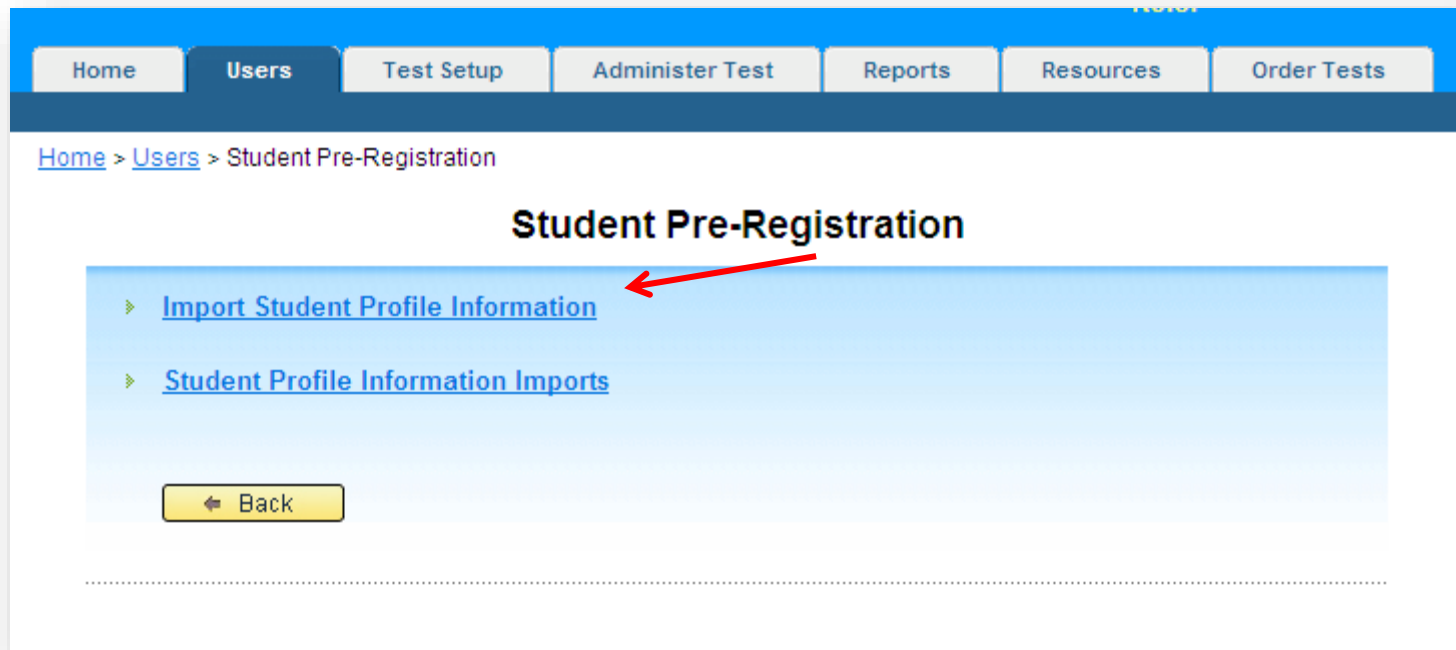 Home Users Test Setup Administer Test Reports Resources Order Tests
Home > Users > Student Pre-Registration
Student Pre-Registration
Import Student Profile Information
Student Profile Information Imports
Back